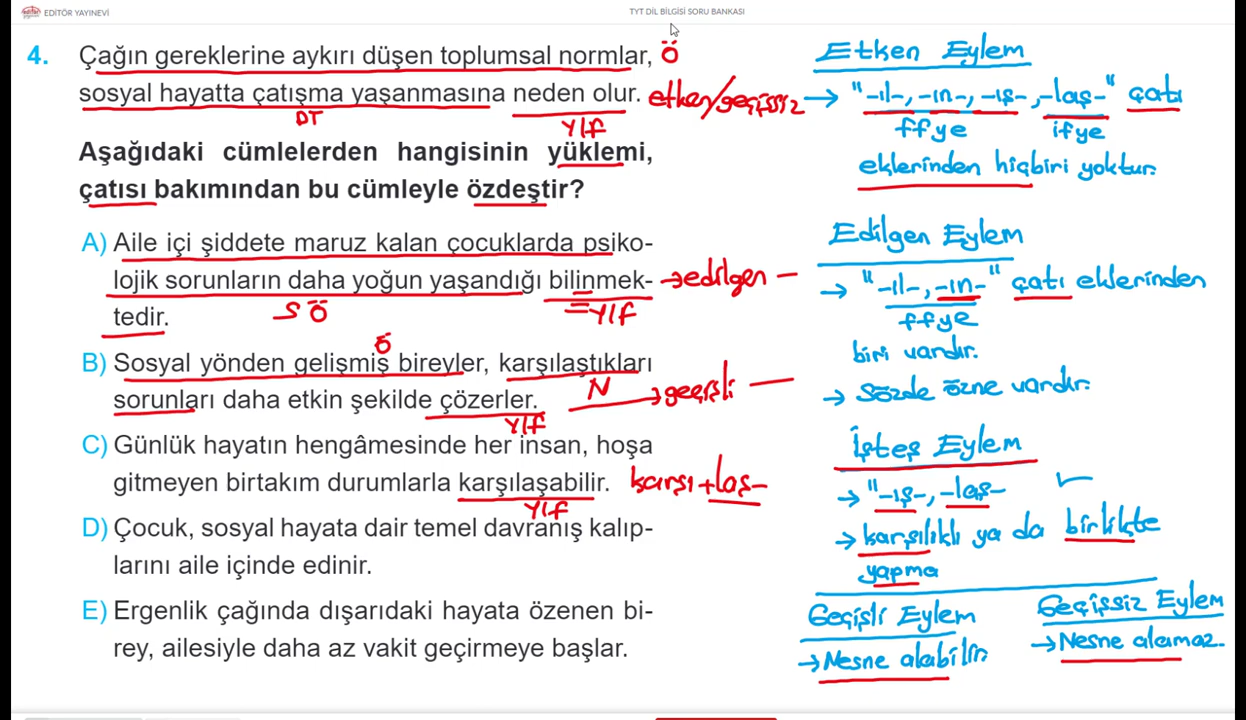 EDİTÖR YAYINEVİ
TYT DİL BİLGİSİ SORU BANKASI
4. Çağın gereklerine aykırı düşen toplumsal normlar, Ö
sosyal hayatta çatışma yaşanmasına neden olur. etken/geçişsiz
DT
Ylf
Aşağıdaki cümlelerden hangisinin yüklemi,
çatısı bakımından bu cümleyle özdeştir?
A) Aile içi şiddete maruz kalan çocuklarda psiko-
lojik sorunların daha yoğun yaşandığı bilinmek- →edilgen –
tedir.
SÖ
Ylf
Ö
B) Sosyal yönden gelişmiş bireyler, karşılaştıkları
N
sorunları daha etkin şekilde çözerler. →geçişli —
Ylf
C) Günlük hayatın hengâmesinde her insan, hoşa
gitmeyen birtakım durumlarla karşılaşabilir. karşı+laş-
Ylf
D) Çocuk, sosyal hayata dair temel davranış kalıp-
larını aile içinde edinir.
E) Ergenlik çağında dışarıdaki hayata özenen bi-
rey, ailesiyle daha az vakit geçirmeye başlar.
Etken Eylem
→ "-ıl-, -ın-, -ış-, -laş-" çatı
ffye ifye
eklerinden hiçbiri yoktur.
Edilgen Eylem
→ "-ıl-, -ın-" çatı eklerinden
ffye
biri vardır.
→ Sözde özne vardır.
İşteş Eylem
→ "-ış-, -laş-
→ karşılıklı ya da birlikte
yapma
Geçişli Eylem
→Nesne alabilir
Geçişsiz Eylem
→Nesne alamaz.